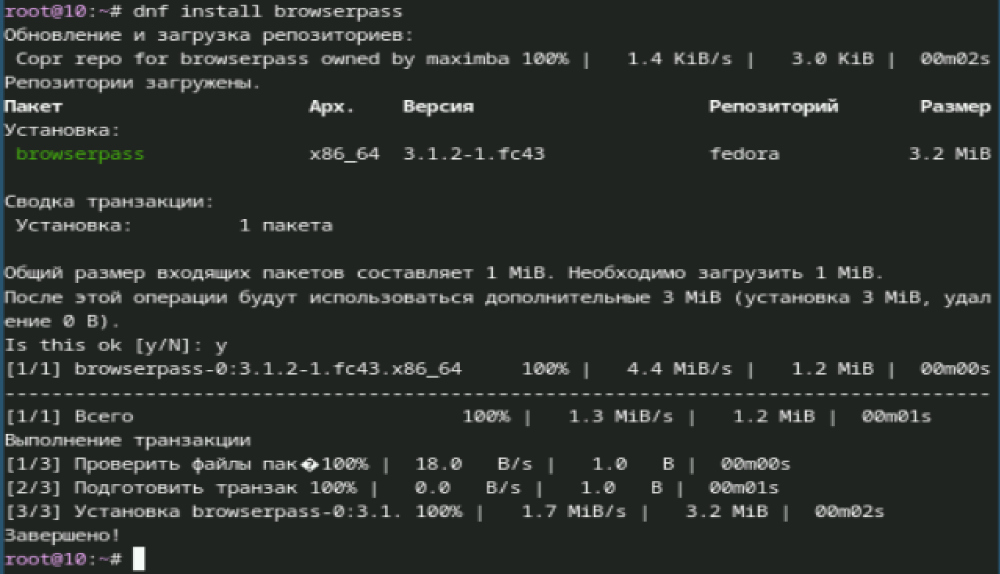 root@10:~# dnf install browserpass
Обновление и загрузка репозиториев:
 Copr repo for browserpass owned by maximba 100% |   1.4 KiB/s |   3.0 KiB |  00m02s
Репозитории загружены.
Пакет                     Арх.    Версия                    Репозиторий       Размер
Установка:
 browserpass              x86_64  3.1.2-1.fc43              fedora           3.2 MiB
Сводка транзакции:
 Установка:         1 пакета
Общий размер входящих пакетов составляет 1 MiB. Необходимо загрузить 1 MiB.
После этой операции будут использоваться дополнительные 3 MiB (установка 3 MiB, удал
ение 0 B).
Is this ok [y/N]: y
[1/1] browserpass-0:3.1.2-1.fc43.x86_64     100% |   4.4 MiB/s |   1.2 MiB |  00m00s
------------------------------------------------------------------------------------
[1/1] Всего                            100% |   1.3 MiB/s |   1.2 MiB |  00m01s
Выполнение транзакции
[1/3] Проверить файлы пак�100% |  18.0   B/s |   1.0   B |  00m00s
[2/3] Подготовить транзак 100% |   0.0   B/s |   1.0   B |  00m01s
[3/3] Установка browserpass-0:3.1. 100% |   1.7 MiB/s |   3.2 MiB |  00m02s
Завершено!
root@10:~#